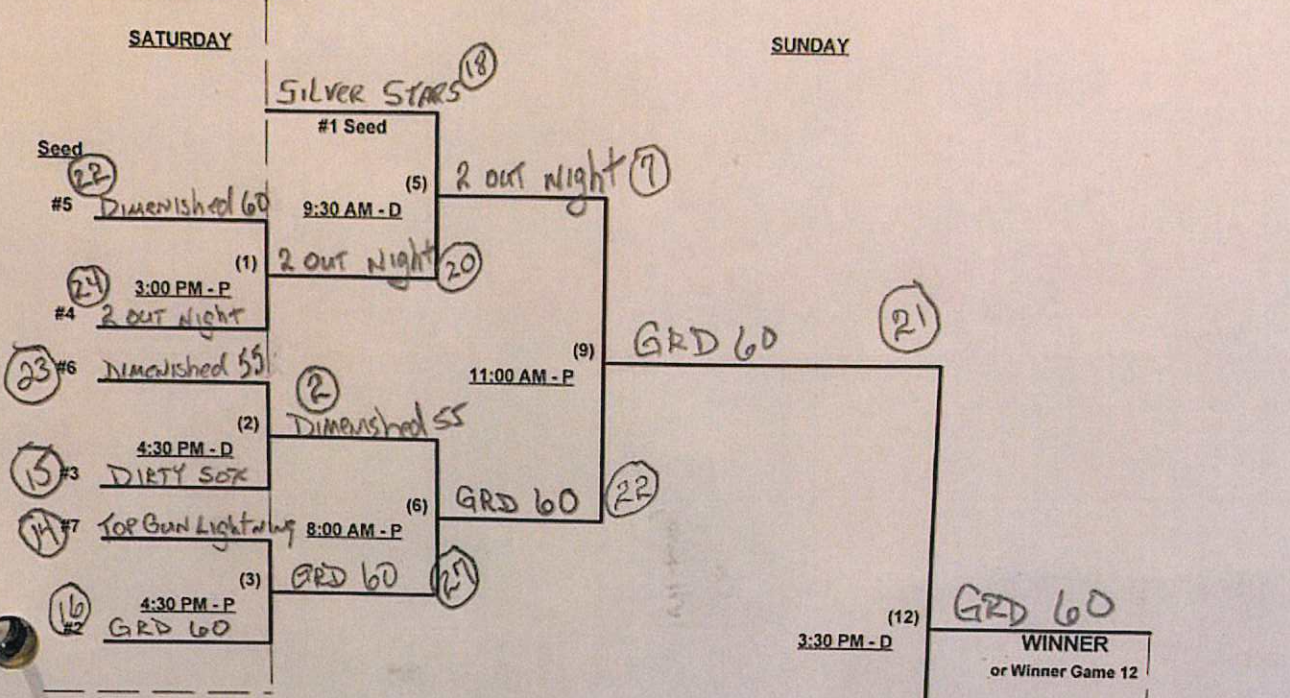 SATURDAY
SUNDAY
SILVER STARS 18
#1 Seed
Seed
22
#5 Dimenished 60
(5)
9:30 AM - D
2 OUT Night 7
(1)
3:00 PM - P
2 OUT Night 20
24
#4 2 OUT Night
23 #6 Dimenished 55
(2)
4:30 PM - D
2
Dimenished 55
15 #3 DIRTY SOX
(9)
11:00 AM - P
GRD 60 21
14 #7 TOP GUN Lightning
(6)
8:00 AM - P
GRD 60 22
(3)
4:30 PM - P
GRD 60 27
16
#2 GRD 60
(12)
3:30 PM - D
GRD 60
WINNER
or Winner Game 12